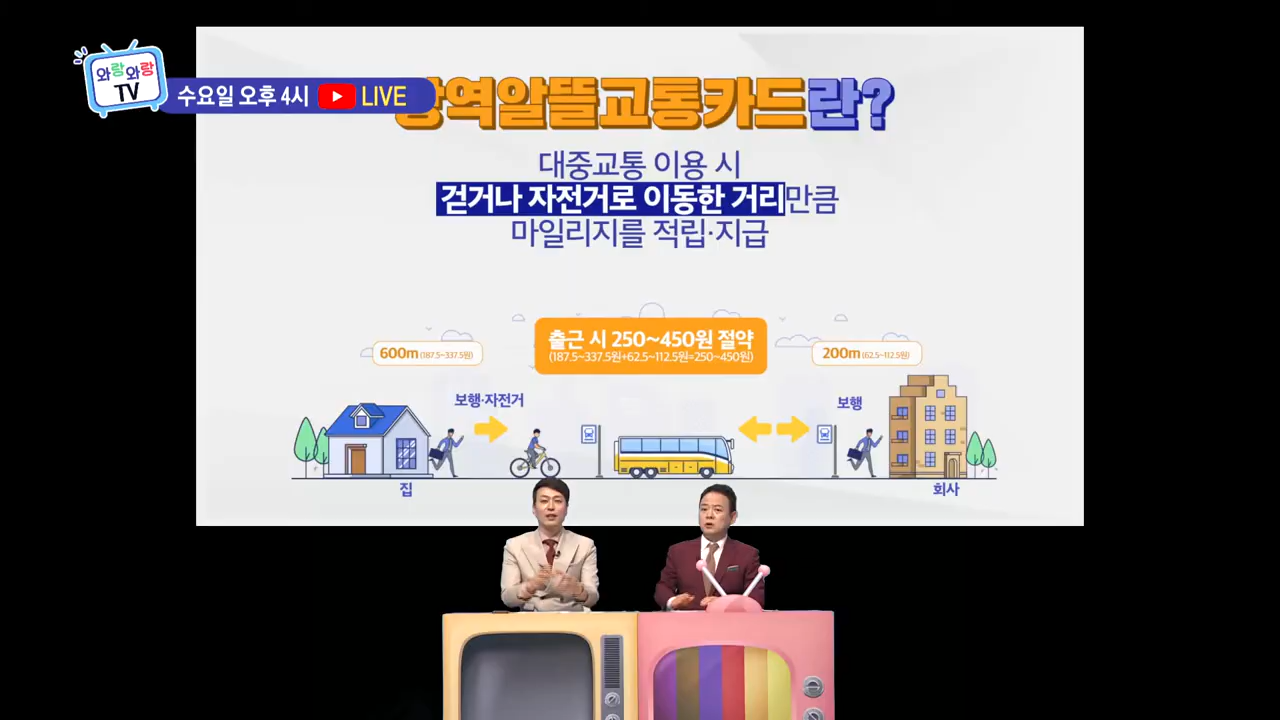 와랑와랑
TV
수요일 오후 4시 LIVE
광역알뜰교통카드란?
대중교통 이용 시
걷거나 자전거로 이동한 거리만큼
마일리지를 적립·지급
600m (187.5~337.5원)
출근 시 250~450원 절약
(187.5~337.5원+62.5~112.5원=250~450원)
200m (62.5~112.5원)
보행·자전거
보행
집
회사